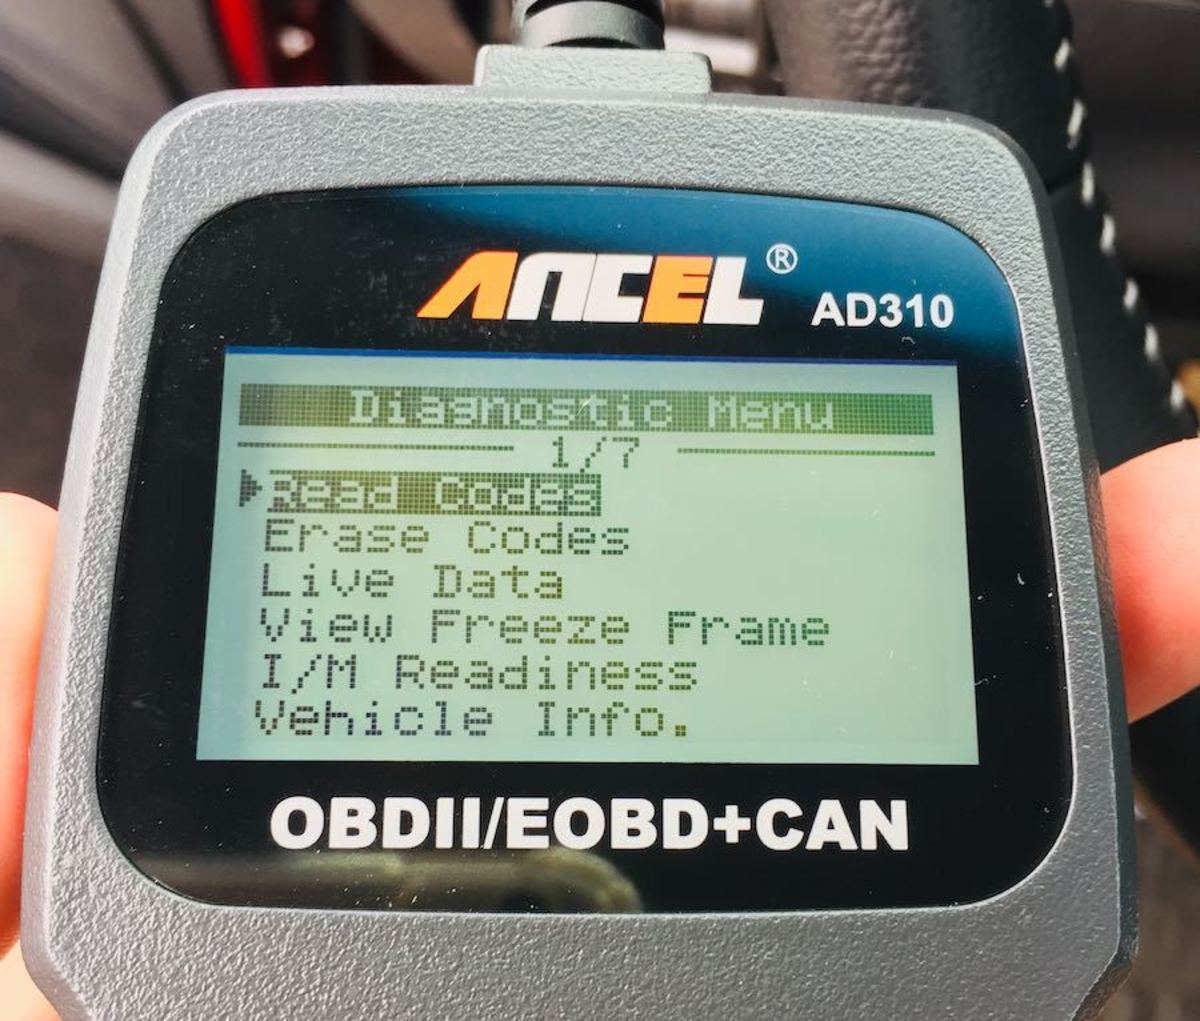 ANCEL® AD310
Diagnostic Menu
1/7
Read Codes
Erase Codes
Live Data
View Freeze Frame
I/M Readiness
Vehicle Info.
OBDII/EOBD+CAN